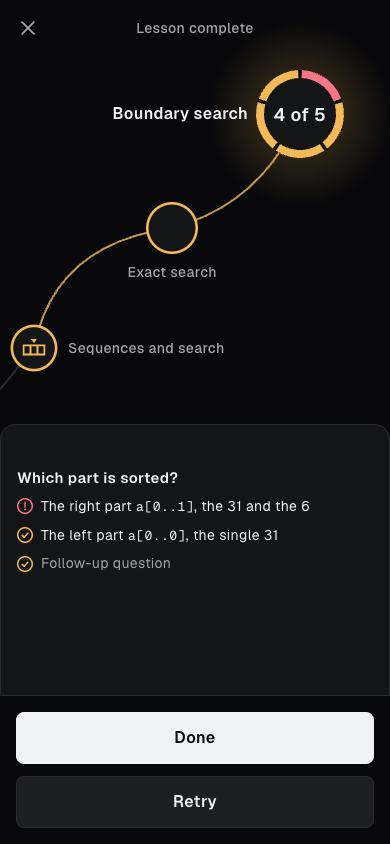 Lesson complete
Boundary search
4 of 5
Exact search
Sequences and search
Which part is sorted?
The right part a[0..1], the 31 and the 6
The left part a[0..0], the single 31
Follow-up question
Done
Retry